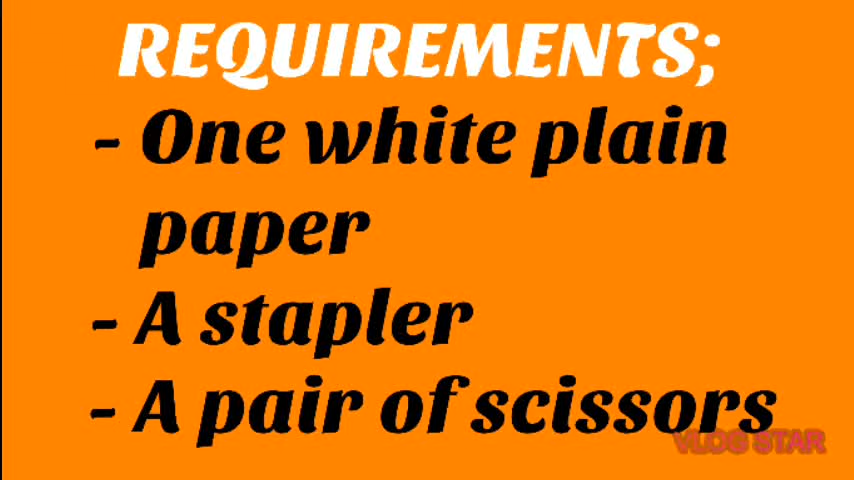 REQUIREMENTS;
- One white plain
paper
- A stapler
- A pair of scissors
VLOG STAR